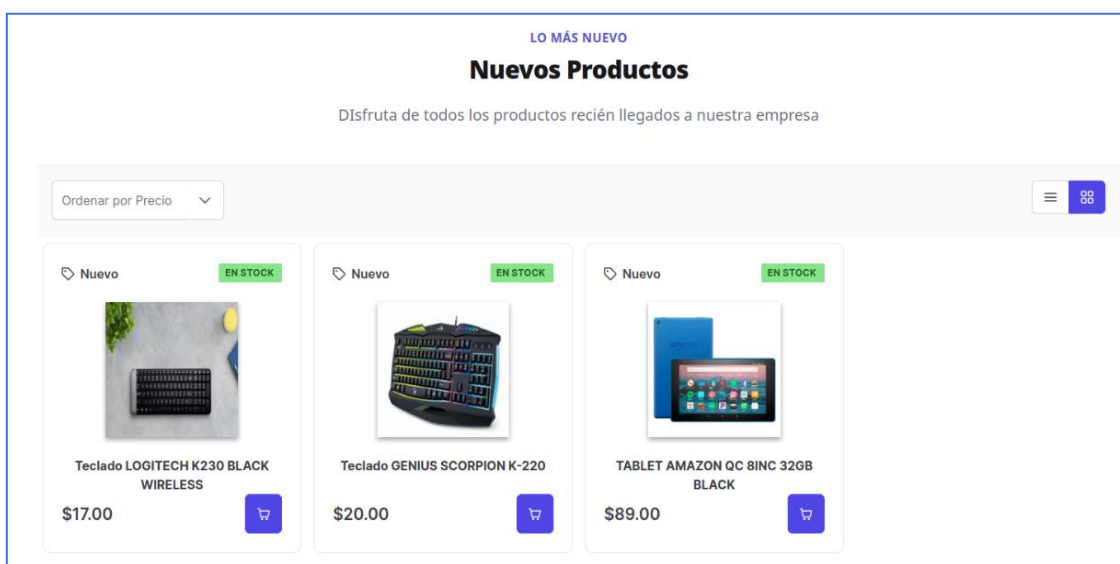 LO MÁS NUEVO
Nuevos Productos
DIsfruta de todos los productos recién llegados a nuestra empresa
Ordenar por Precio
Nuevo
EN STOCK
Teclado LOGITECH K230 BLACK
WIRELESS
$17.00
Nuevo
EN STOCK
Teclado GENIUS SCORPION K-220
$20.00
Nuevo
EN STOCK
TABLET AMAZON QC 8INC 32GB
BLACK
$89.00